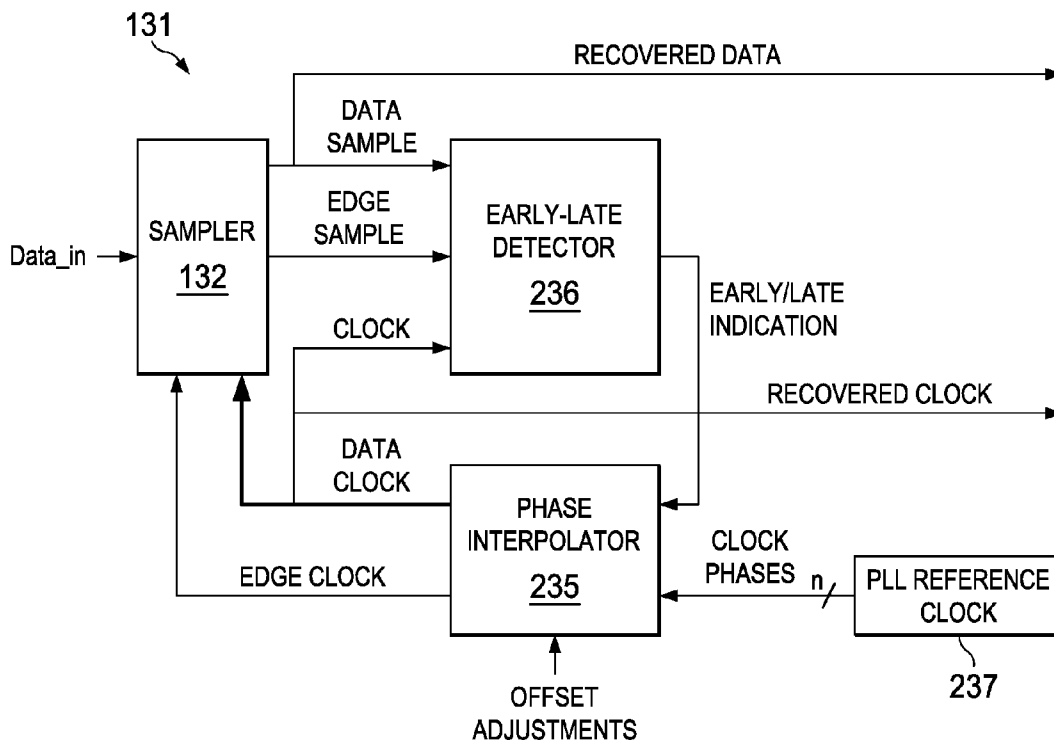 131
RECOVERED DATA
DATA
SAMPLE
EDGE
SAMPLE
Data_in
SAMPLER
132
EARLY-LATE
DETECTOR
236
EARLY/LATE
INDICATION
CLOCK
RECOVERED CLOCK
DATA
CLOCK
PHASE
INTERPOLATOR
235
EDGE CLOCK
CLOCK
PHASES
n
PLL REFERENCE
CLOCK
237
OFFSET
ADJUSTMENTS